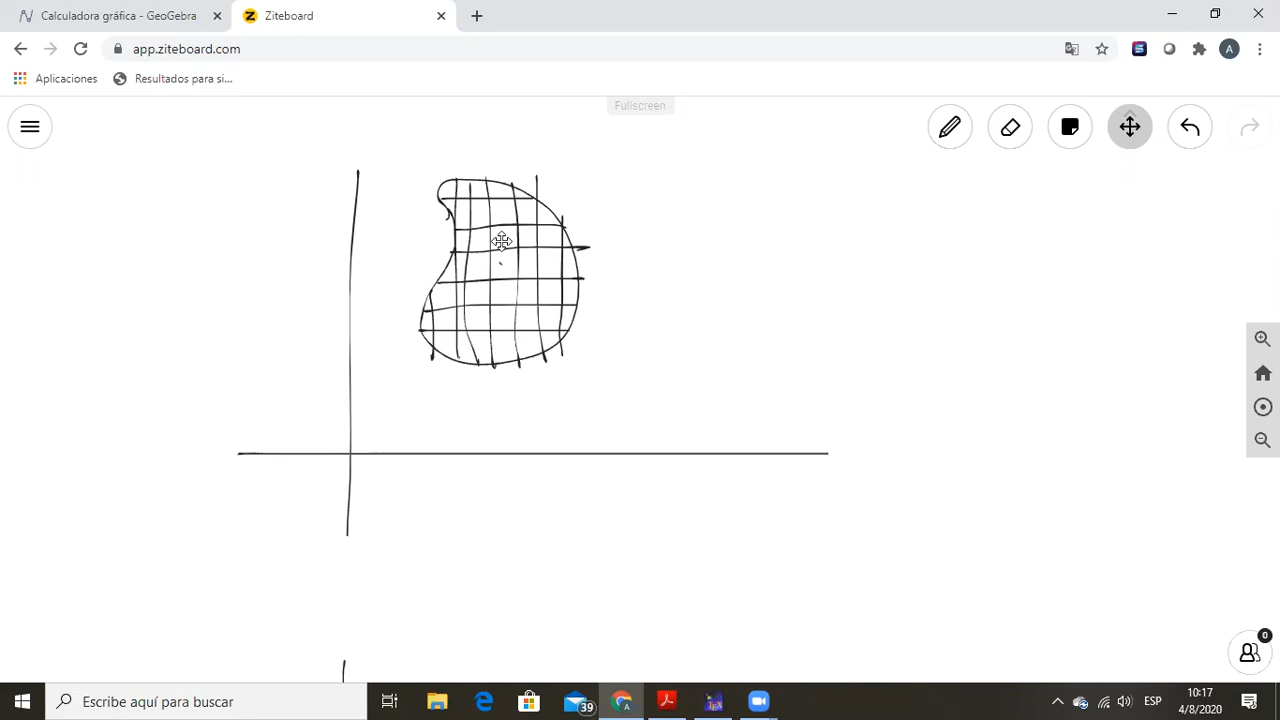 Calculadora gráfica - GeoGebra
Ziteboard
app.ziteboard.com
Aplicaciones
Resultados para si...
A
Fullscreen
0
Escribe aquí para buscar
39
ESP
10:17
4/8/2020